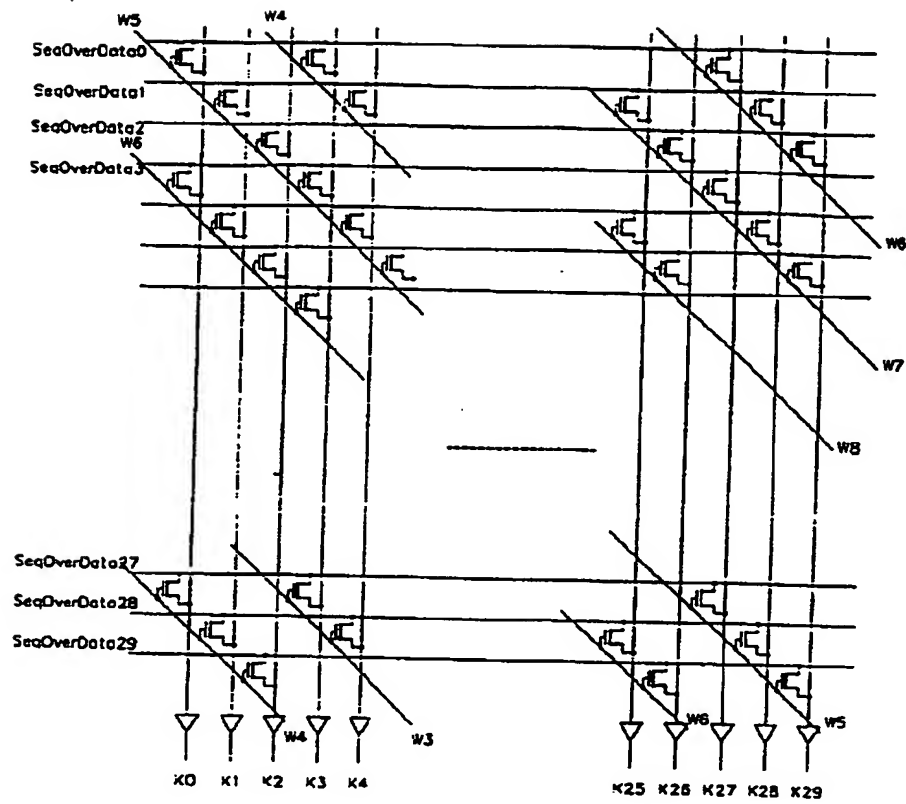 W5
W4
SeqOverData0
SeqOverData1
SeqOverData2
W6
SeqOverData3
W6
W7
W8
SeqOverData27
SeqOverData28
SeqOverData29
W4
W3
W6
W5
K0 K1 K2 K3 K4 K25 K26 K27 K28 K29